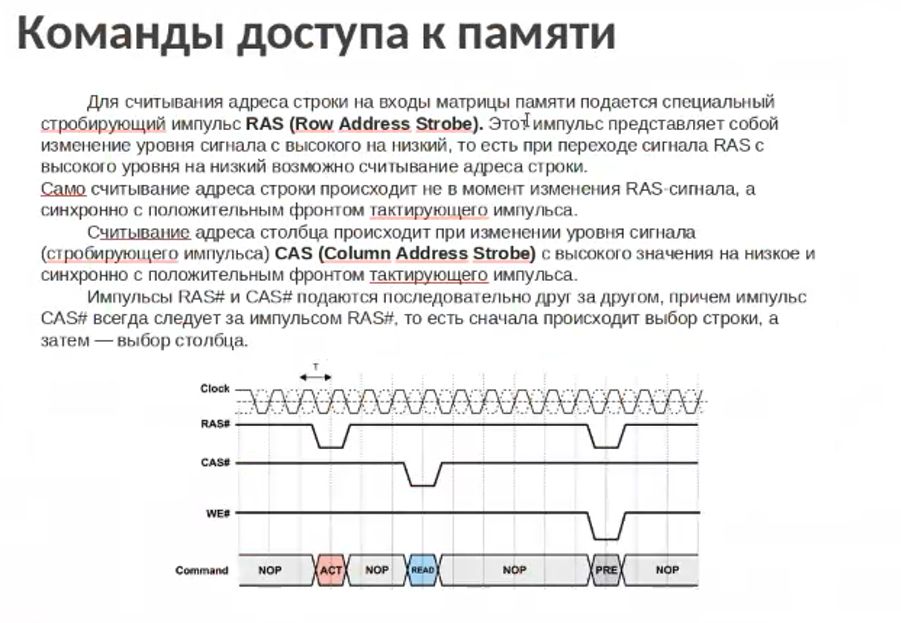 Команды доступа к памяти
Для считывания адреса строки на входы матрицы памяти подается специальный
стробирующий импульс RAS (Row Address Strobe). Этот импульс представляет собой
изменение уровня сигнала с высокого на низкий, то есть при переходе сигнала RAS с
высокого уровня на низкий возможно считывание адреса строки.
Само считывание адреса строки происходит не в момент изменения RAS-сигнала, а
синхронно с положительным фронтом тактирующего импульса.
Считывание адреса столбца происходит при изменении уровня сигнала
(стробирующего импульса) CAS (Column Address Strobe) с высокого значения на низкое и
синхронно с положительным фронтом тактирующего импульса.
Импульсы RAS# и CAS# подаются последовательно друг за другом, причем импульс
CAS# всегда следует за импульсом RAS#, то есть сначала происходит выбор строки, а
затем — выбор столбца.
T
Clock
RAS#
CAS#
WE#
Command NOP ACT NOP READ NOP PRE NOP